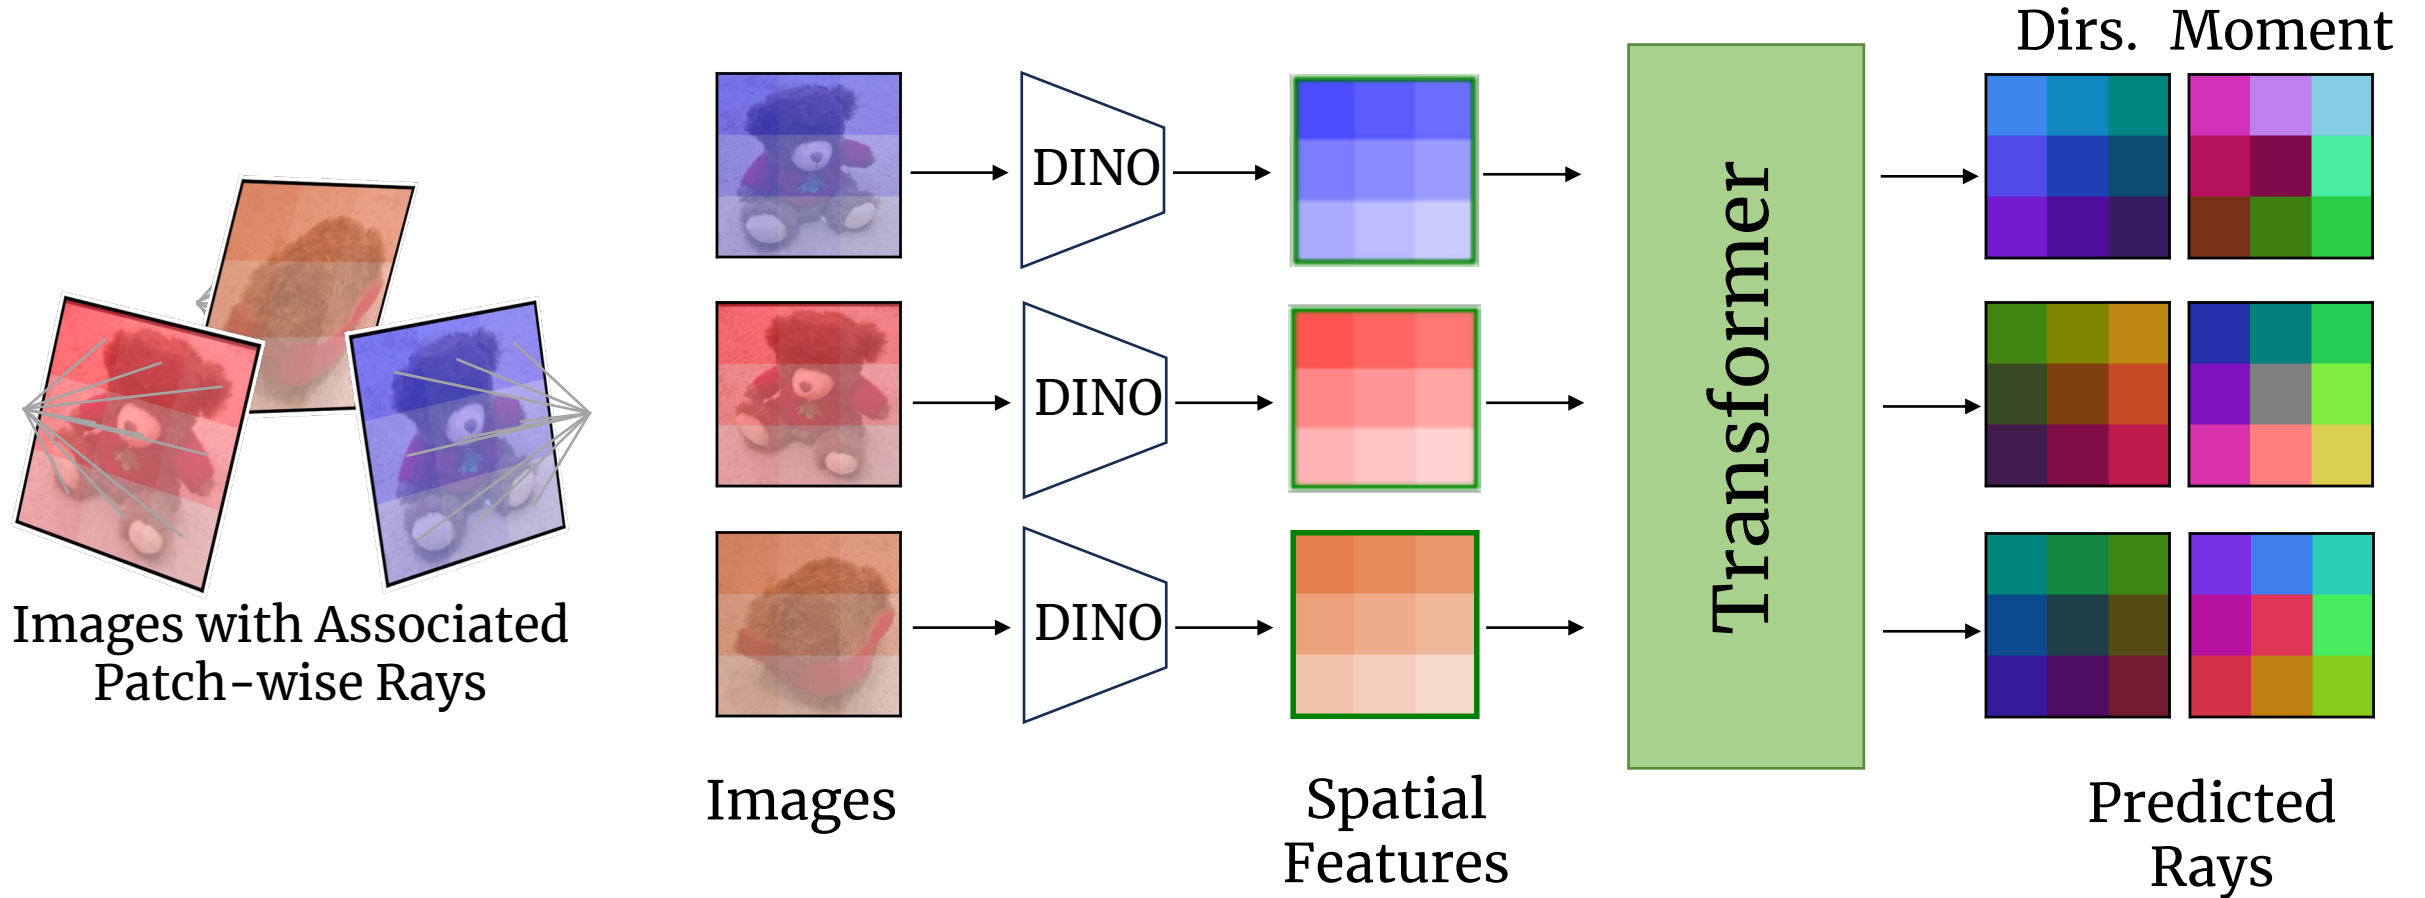 Dirs. Moment
DINO
DINO
DINO
Transformer
Images with Associated
Patch-wise Rays
Images
Spatial
Features
Predicted
Rays